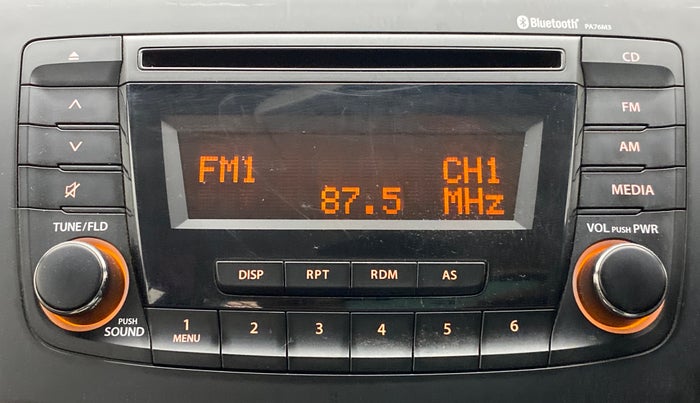 Bluetooth® PA76M3
CD
FM
AM
MEDIA
FM1 CH1
87.5 MHz
TUNE/FLD
VOL PUSH PWR
DISP RPT RDM AS
PUSH
SOUND
1 2 3 4 5 6
MENU